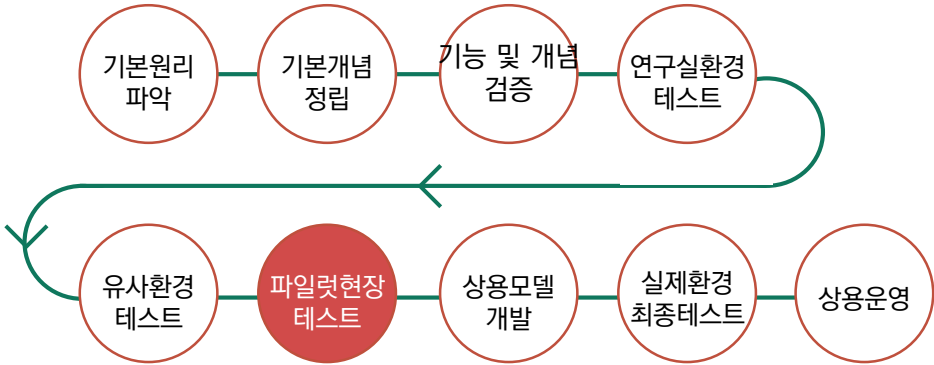 기본원리
파악
기본개념
정립
기능 및 개념
검증
연구실환경
테스트
유사환경
테스트
파일럿현장
테스트
상용모델
개발
실제환경
최종테스트
상용운영